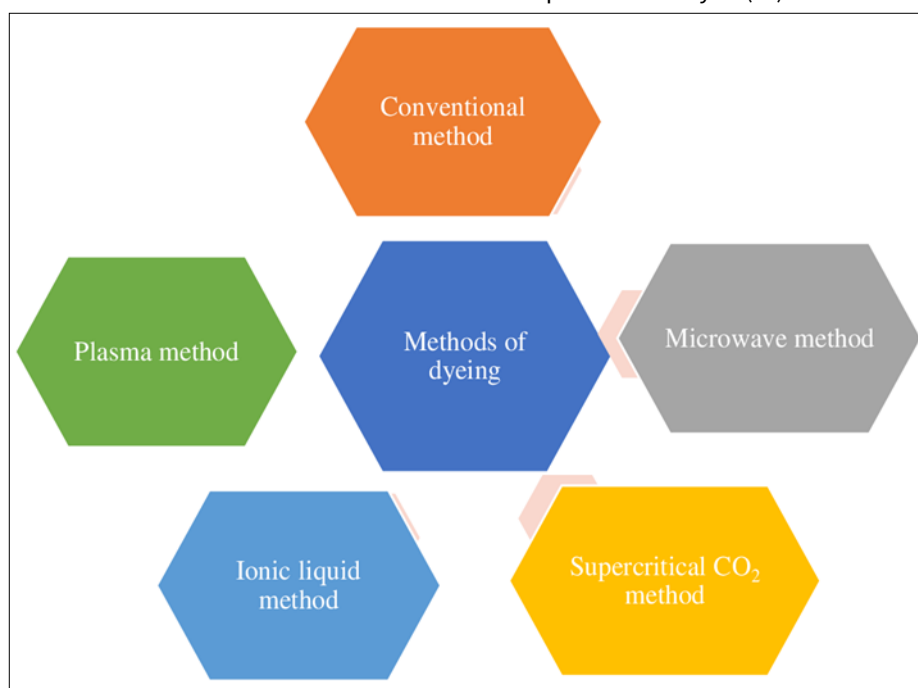 Conventional
method
Plasma method
Methods of
dyeing
Microwave method
Ionic liquid
method
Supercritical CO₂
method